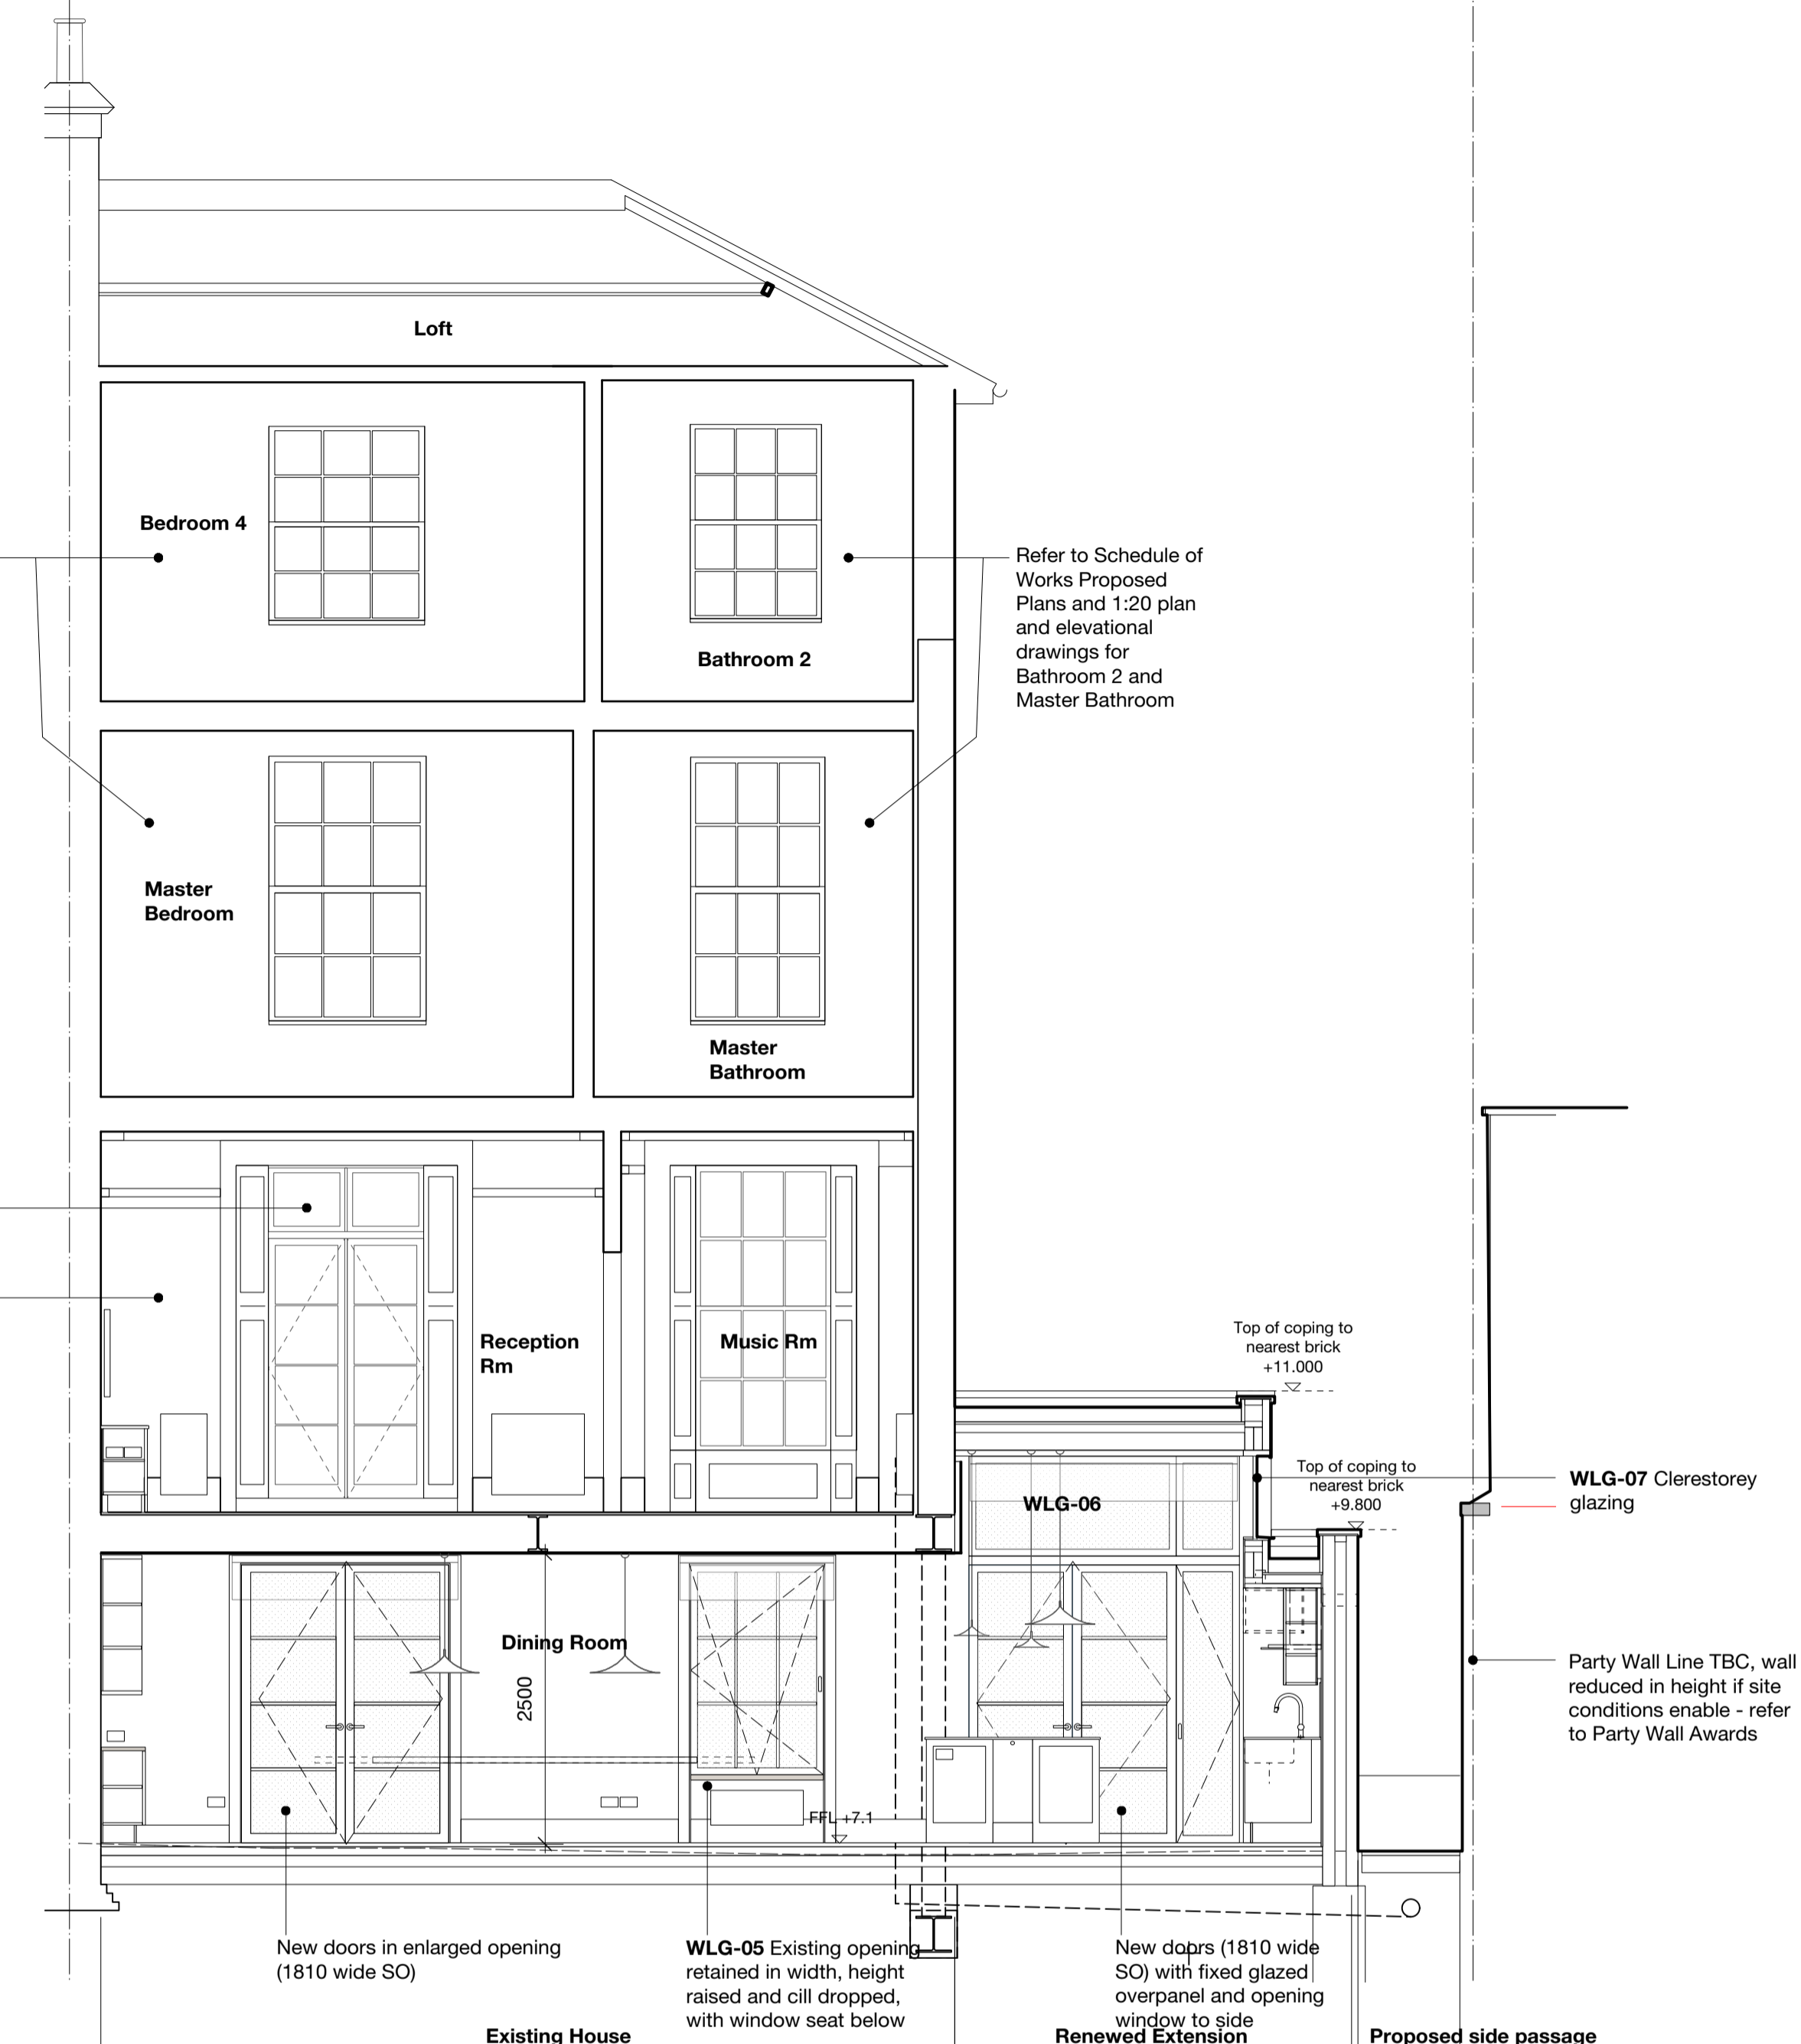 Loft
Bedroom 4
Bathroom 2
Refer to Schedule of
Works Proposed
Plans and 1:20 plan
and elevational
drawings for
Bathroom 2 and
Master Bathroom
Master
Bedroom
Master
Bathroom
Reception
Rm
Music Rm
Top of coping to
nearest brick
+11.000
Top of coping to
nearest brick
+9.800
WLG-06
WLG-07 Clerestorey
glazing
Dining Room
2500
FFL +7.1
Party Wall Line TBC, wall
reduced in height if site
conditions enable - refer
to Party Wall Awards
New doors in enlarged opening
(1810 wide SO)
WLG-05 Existing opening
retained in width, height
raised and cill dropped,
with window seat below
New doors (1810 wide
SO) with fixed glazed
overpanel and opening
window to side
Existing House
Renewed Extension
Proposed side passage